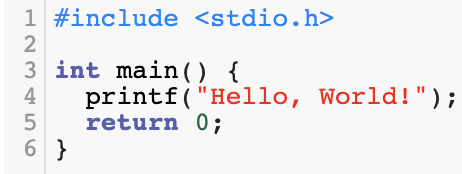 1 #include <stdio.h>
2
3 int main() {
4   printf("Hello, World!");
5   return 0;
6 }